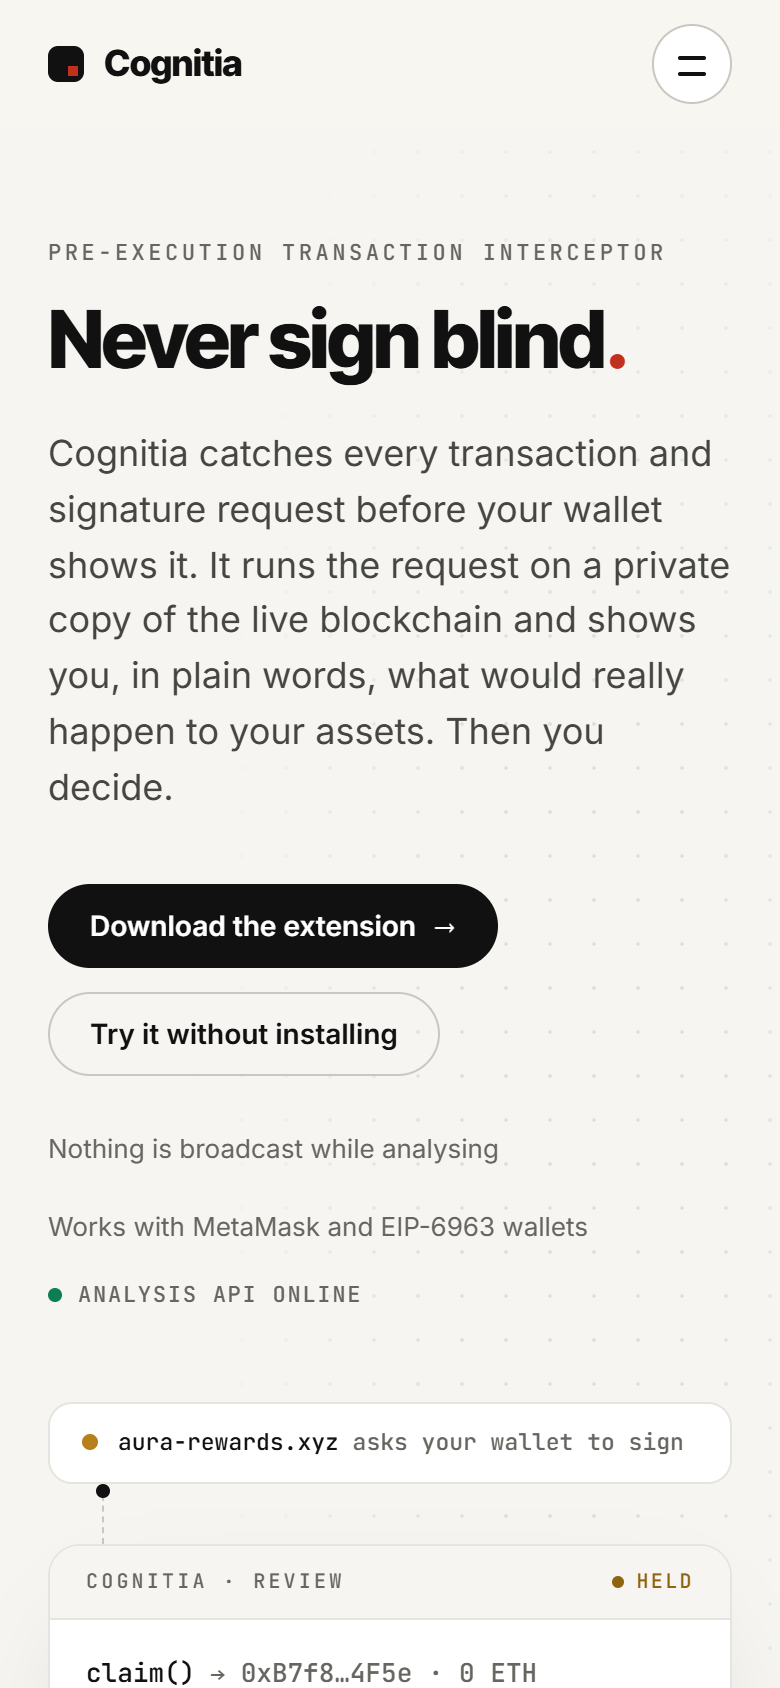 Cognitia
PRE-EXECUTION TRANSACTION INTERCEPTOR
Never sign blind.
Cognitia catches every transaction and
signature request before your wallet
shows it. It runs the request on a private
copy of the live blockchain and shows
you, in plain words, what would really
happen to your assets. Then you
decide.
Download the extension →
Try it without installing
Nothing is broadcast while analysing
Works with MetaMask and EIP-6963 wallets
ANALYSIS API ONLINE
aura-rewards.xyz asks your wallet to sign
COGNITIA · REVIEW HELD
claim() → 0xB7f8…4F5e · 0 ETH